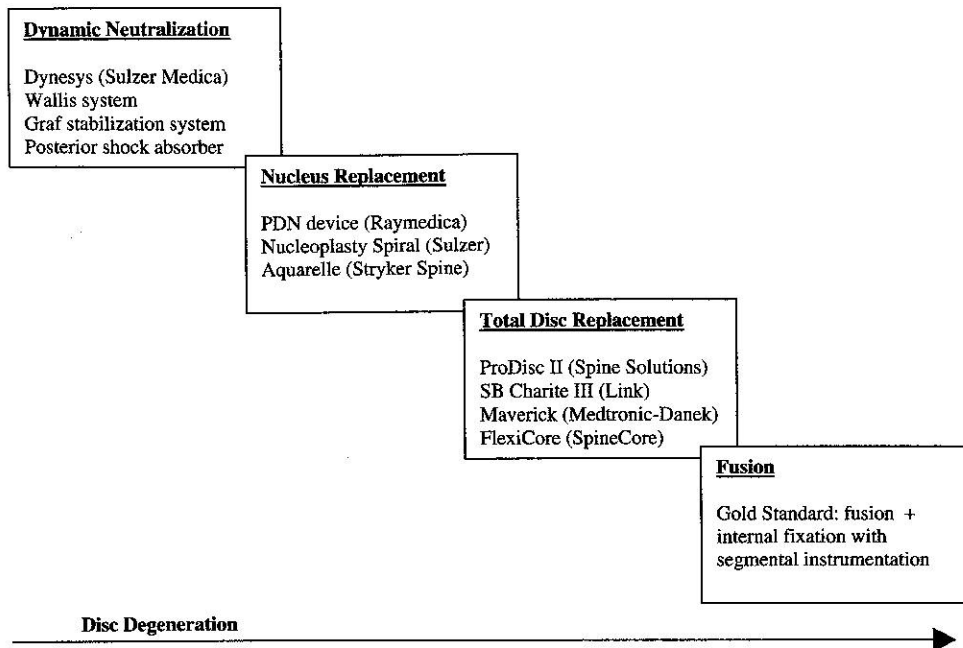 Dynamic Neutralization
Dynesys (Sulzer Medica)
Wallis system
Graf stabilization system
Posterior shock absorber
Nucleus Replacement
PDN device (Raymedica)
Nucleoplasty Spiral (Sulzer)
Aquarelle (Stryker Spine)
Total Disc Replacement
ProDisc II (Spine Solutions)
SB Charite III (Link)
Maverick (Medtronic-Danek)
FlexiCore (SpineCore)
Fusion
Gold Standard: fusion +
internal fixation with
segmental instrumentation
Disc Degeneration